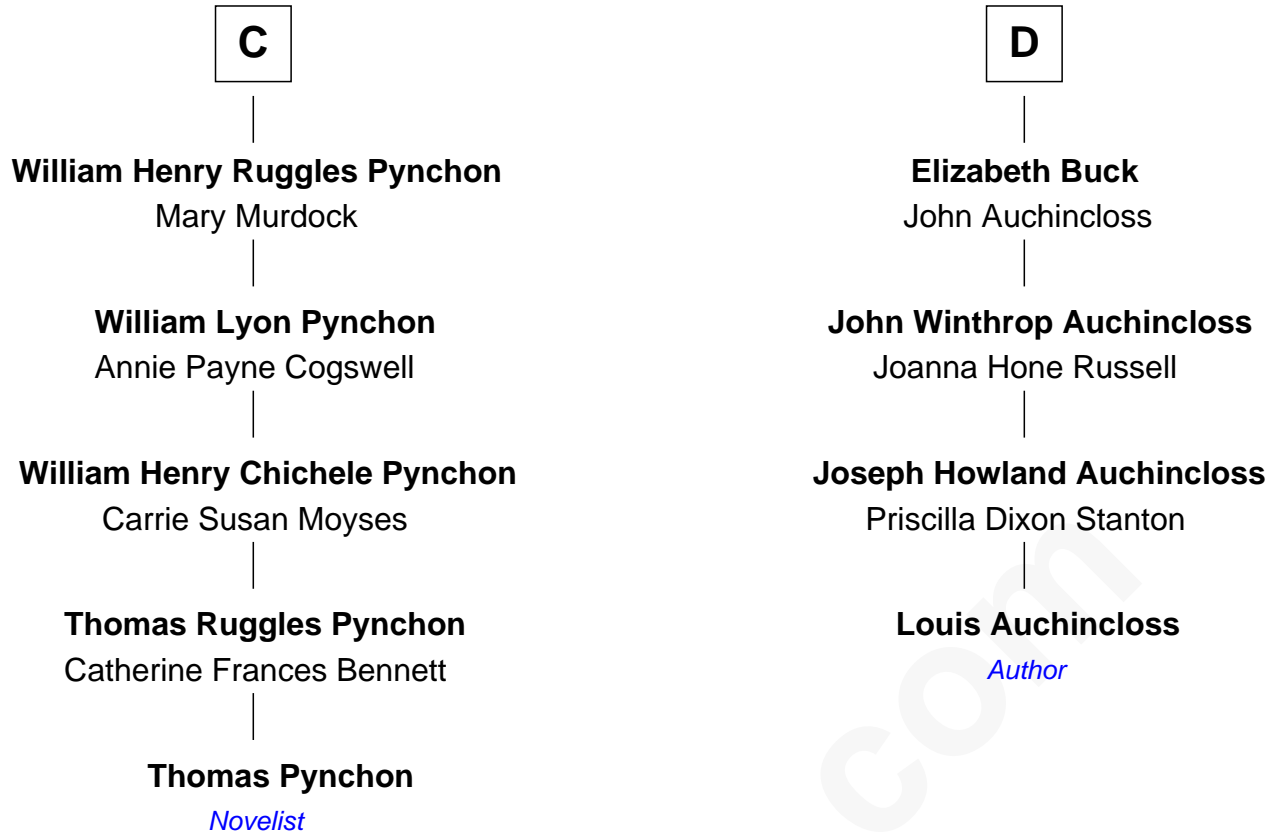 C
William Henry Ruggles Pynchon
Mary Murdock
William Lyon Pynchon
Annie Payne Cogswell
William Henry Chichele Pynchon
Carrie Susan Moyses
Thomas Ruggles Pynchon
Catherine Frances Bennett
Thomas Pynchon
Novelist
D
Elizabeth Buck
John Auchincloss
John Winthrop Auchincloss
Joanna Hone Russell
Joseph Howland Auchincloss
Priscilla Dixon Stanton
Louis Auchincloss
Author
com